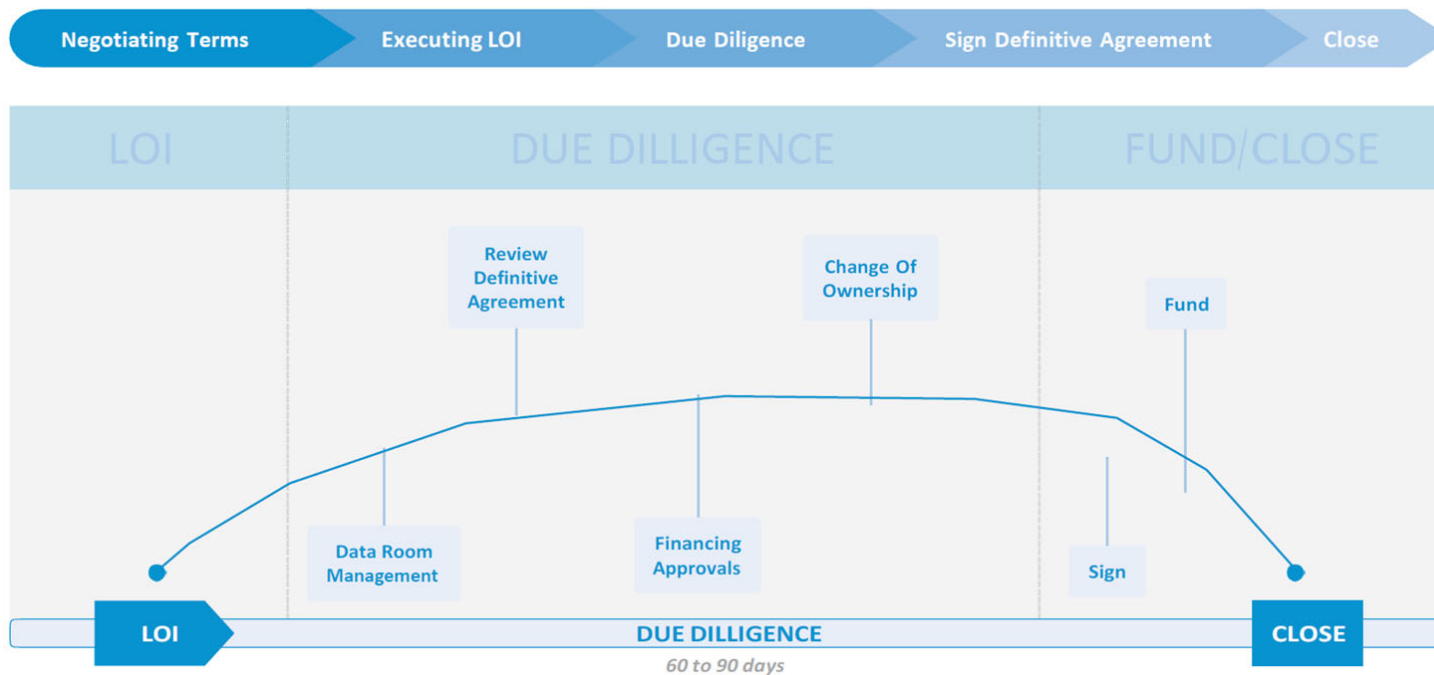 Negotiating Terms
Executing LOI
Due Diligence
Sign Definitive Agreement
Close
LOI
DUE DILLIGENCE
FUND/CLOSE
Review
Definitive
Agreement
Change Of
Ownership
Fund
Data Room
Management
Financing
Approvals
Sign
LOI
DUE DILLIGENCE
CLOSE
60 to 90 days